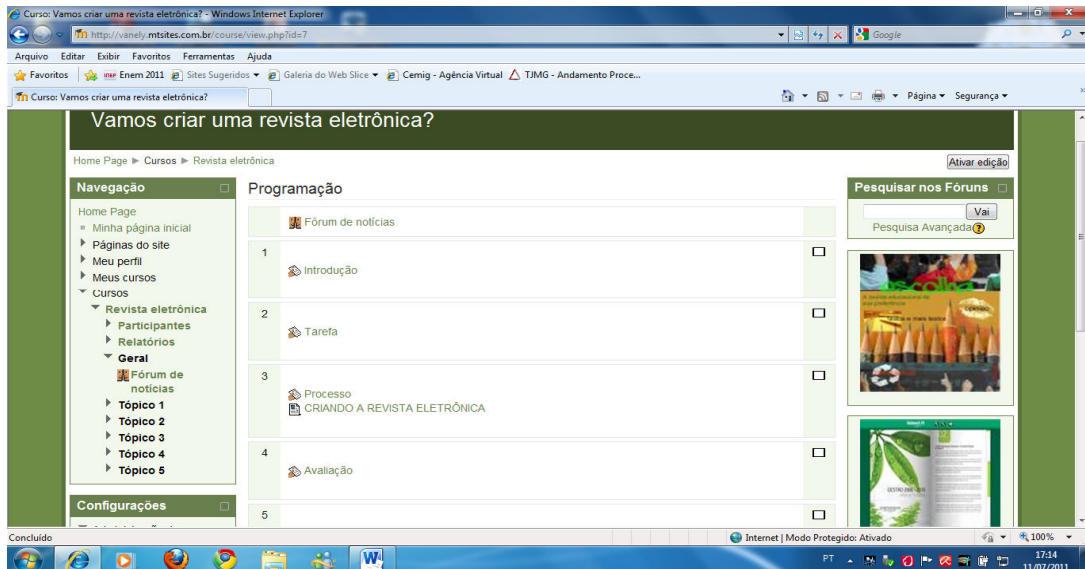 Curso: Vamos criar uma revista eletrônica? - Windows Internet Explorer
http://vanely.mtsites.com.br/course/view.php?id=7
Google
Arquivo Editar Exibir Favoritos Ferramentas Ajuda
Favoritos Enem 2011 Sites Sugeridos Galeria do Web Slice Cemig - Agência Virtual TJMG - Andamento Proce...
Curso: Vamos criar uma revista eletrônica?
Página Segurança
Vamos criar uma revista eletrônica?
Home Page ► Cursos ► Revista eletrônica
Ativar edição
Navegação
Home Page
Minha página inicial
Páginas do site
Meu perfil
Meus cursos
Cursos
Revista eletrônica
Participantes
Relatórios
Geral
Fórum de
notícias
Tópico 1
Tópico 2
Tópico 3
Tópico 4
Tópico 5
Configurações
Programação
Fórum de notícias
1
Introdução
2
Tarefa
3
Processo
CRIANDO A REVISTA ELETRÔNICA
4
Avaliação
5
Pesquisar nos Fóruns
Vai
Pesquisa Avançada
escolha
Concluído
Internet | Modo Protegido: Ativado
100%
PT
17:14
11/07/2011